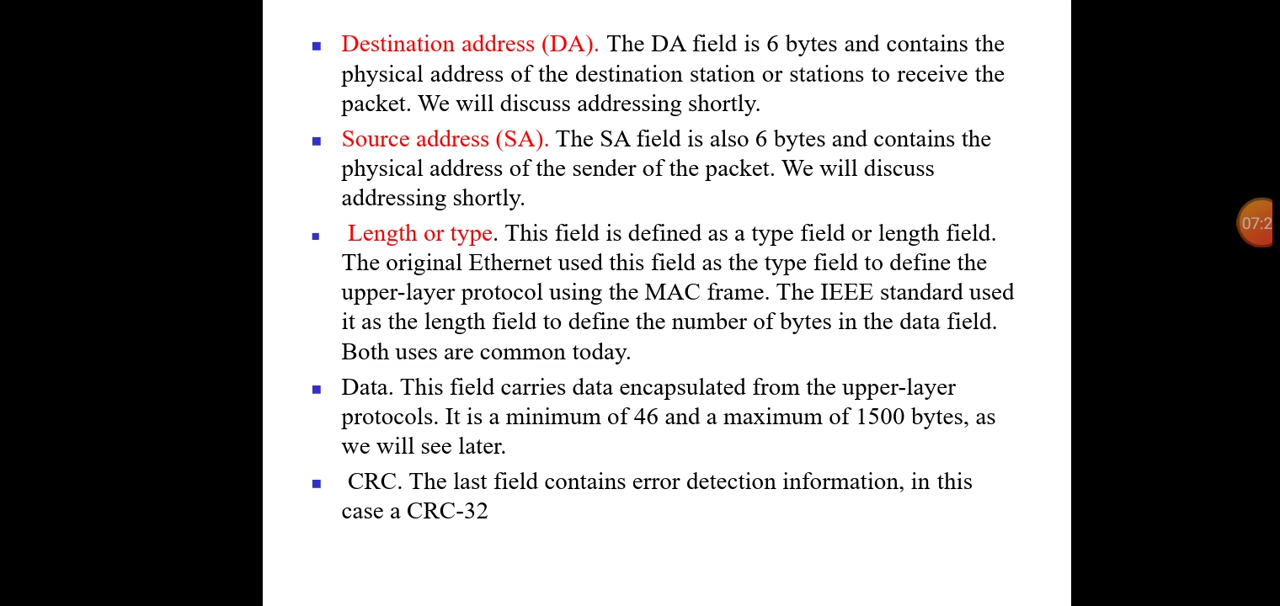 Destination address (DA). The DA field is 6 bytes and contains the
physical address of the destination station or stations to receive the
packet. We will discuss addressing shortly.
Source address (SA). The SA field is also 6 bytes and contains the
physical address of the sender of the packet. We will discuss
addressing shortly.
Length or type. This field is defined as a type field or length field.
The original Ethernet used this field as the type field to define the
upper-layer protocol using the MAC frame. The IEEE standard used
it as the length field to define the number of bytes in the data field.
Both uses are common today.
Data. This field carries data encapsulated from the upper-layer
protocols. It is a minimum of 46 and a maximum of 1500 bytes, as
we will see later.
CRC. The last field contains error detection information, in this
case a CRC-32
07:2